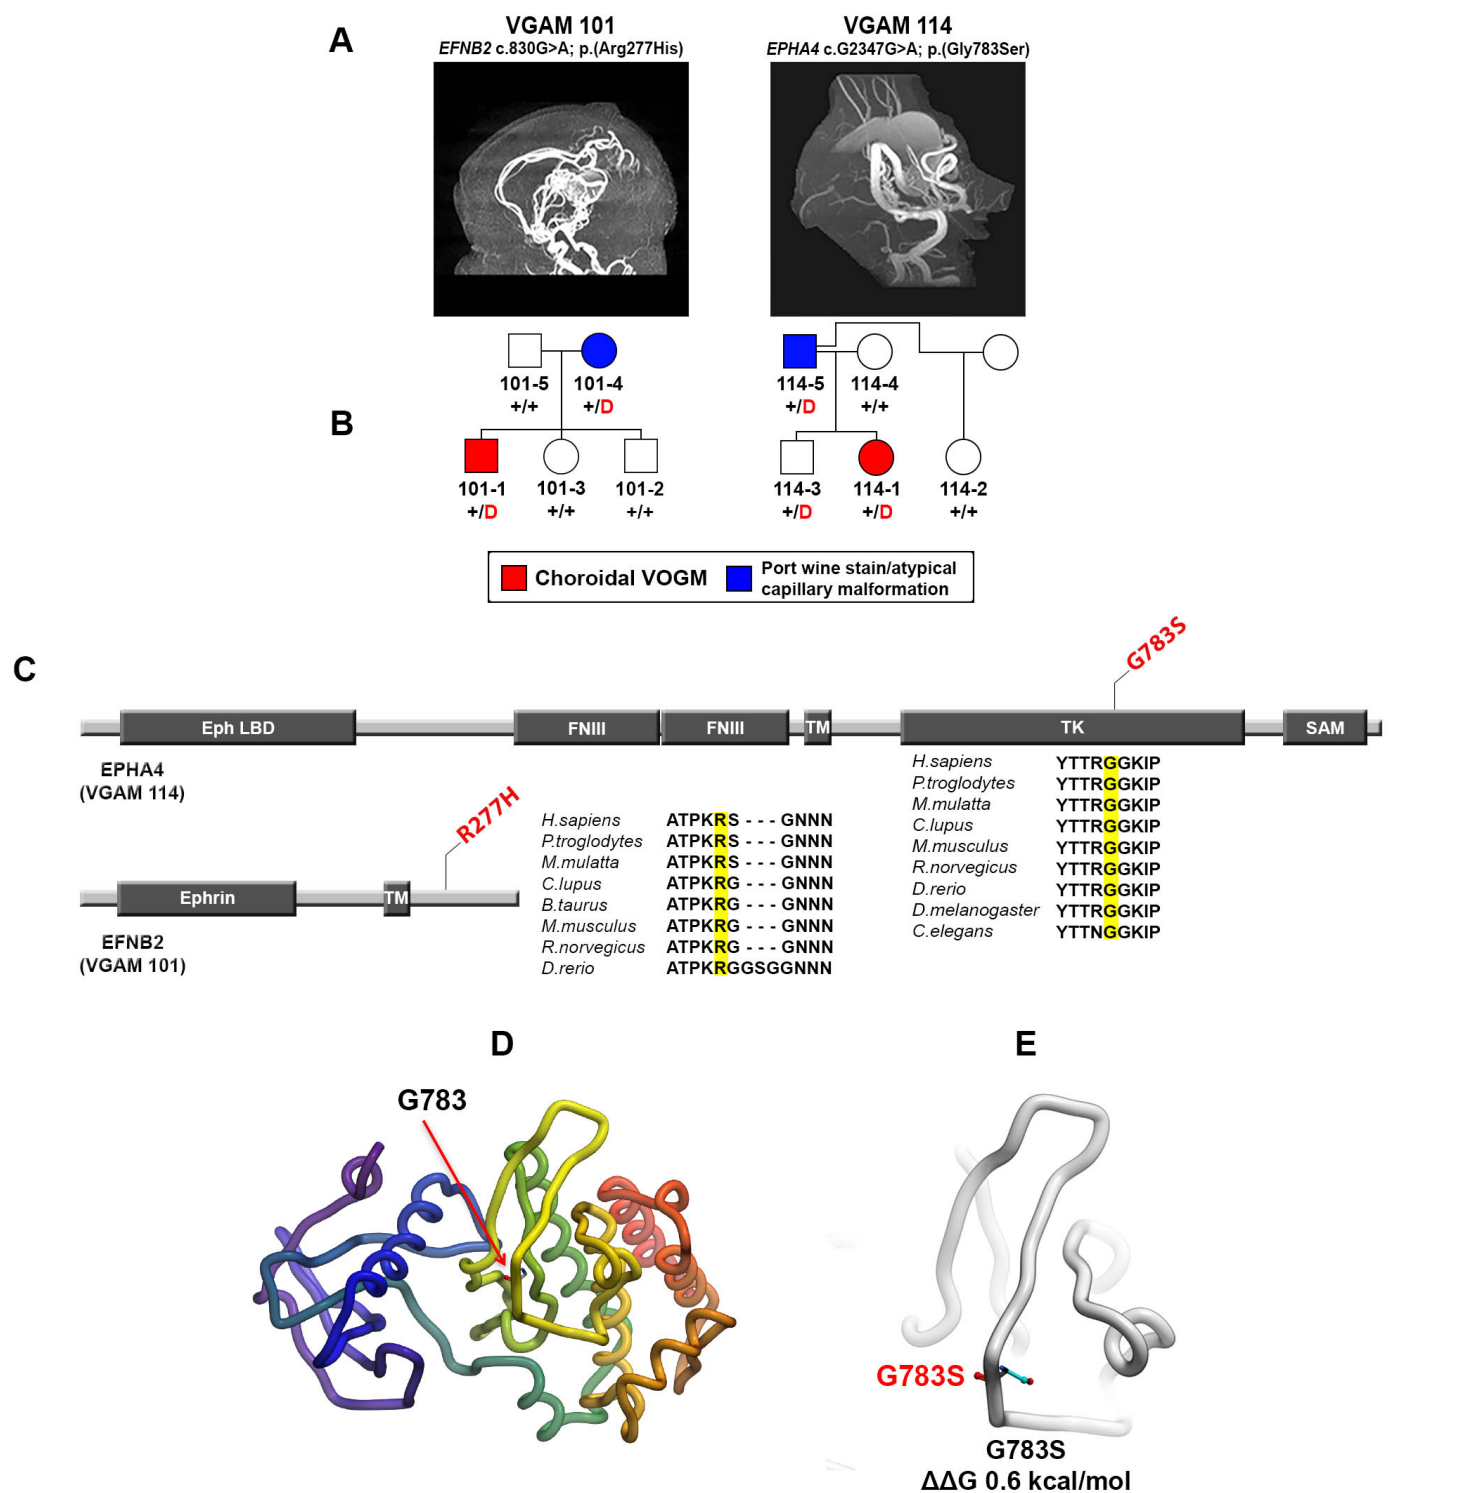 A
VGAM 101
EFNB2 c.830G>A; p.(Arg277His)
VGAM 114
EPHA4 c.G2347G>A; p.(Gly783Ser)
B
101-5
+/+
101-4
+/D
101-1
+/D
101-3
+/+
101-2
+/+
114-5
+/D
114-4
+/+
114-3
+/D
114-1
+/D
114-2
+/+
Choroidal VOGM
Port wine stain/atypical
capillary malformation
C
G783S
Eph LBD
FNIII
FNIII
TM
TK
SAM
EPHA4
(VGAM 114)
H.sapiens YTTRGGKIP
P.troglodytes YTTRGGKIP
M.mulatta YTTRGGKIP
C.lupus YTTRGGKIP
M.musculus YTTRGGKIP
R.norvegicus YTTRGGKIP
D.rerio YTTRGGKIP
D.melanogaster YTTRGGKIP
C.elegans YTTNGGKIP
R277H
Ephrin
TM
EFNB2
(VGAM 101)
H.sapiens ATPKRS - - - GNNN
P.troglodytes ATPKRS - - - GNNN
M.mulatta ATPKRS - - - GNNN
C.lupus ATPKRG - - - GNNN
B.taurus ATPKRG - - - GNNN
M.musculus ATPKRG - - - GNNN
R.norvegicus ATPKRG - - - GNNN
D.rerio ATPKRGGSGGNNN
D
G783
E
G783S
G783S
ΔΔG 0.6 kcal/mol